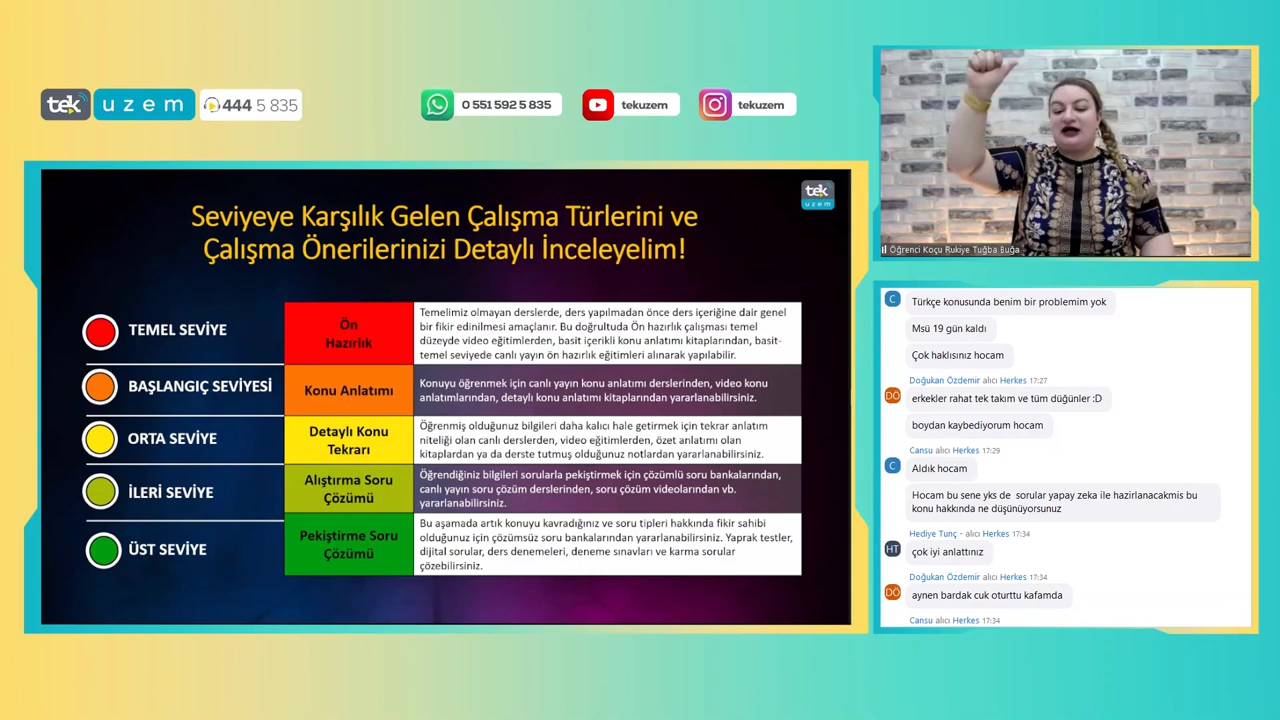 tek
uzem
444 5 835
0 551 592 5 835
tekuzem
tekuzem
tek
uzem
Seviyeye Karşılık Gelen Çalışma Türlerini ve
Çalışma Önerilerinizi Detaylı İnceleyelim!
TEMEL SEVİYE
Ön
Hazırlık
Temelimiz olmayan derslerde, ders yapılmadan önce ders içeriğine dair genel
bir fikir edinilmesi amaçlanır. Bu doğrultuda Ön hazırlık çalışması temel
düzeyde video eğitimlerden, basit içerikli konu anlatımı kitaplarından, basit-
temel seviyede canlı yayın ön hazırlık eğitimleri alınarak yapılabilir.
BAŞLANGIÇ SEVİYESİ
Konu Anlatımı
Konuyu öğrenmek için canlı yayın konu anlatımı derslerinden, video konu
anlatımlarından, detaylı konu anlatımı kitaplarından yararlanabilirsiniz.
ORTA SEVİYE
Detaylı Konu
Tekrarı
Öğrenmiş olduğunuz bilgileri daha kalıcı hale getirmek için tekrar anlatım
niteliği olan canlı derslerden, video eğitimlerden, özet anlatımı olan
kitaplardan ya da derste tutmuş olduğunuz notlardan yararlanabilirsiniz.
İLERİ SEVİYE
Alıştırma Soru
Çözümü
Öğrendiğiniz bilgileri sorularla pekiştirmek için çözümlü soru bankalarından,
canlı yayın soru çözüm derslerinden, soru çözüm videolarından vb.
yararlanabilirsiniz.
ÜST SEVİYE
Pekiştirme Soru
Çözümü
Bu aşamada artık konuyu kavradığınız ve soru tipleri hakkında fikir sahibi
olduğunuz için çözümsüz soru bankalarından yararlanabilirsiniz. Yaprak testler,
dijital sorular, ders denemeleri, deneme sınavları ve karma sorular
çözebilirsiniz.
Öğrenci Koçu Rukiye Tuğba Buğa
C
Türkçe konusunda benim bir problemim yok
Msü 19 gün kaldi
Çok haklısınız hocam
Doğukan Özdemir alıcı Herkes 17:27
DÖ
erkekler rahat tek takım ve tüm düğünler :D
boydan kaybediyorum hocam
Cansu alıcı Herkes 17:29
C
Aldık hocam
Hocam bu sene yks de sorular yapay zeka ile hazirlanacakmis bu
konu hakkında ne düşünüyorsunuz
Hediye Tunç - alıcı Herkes 17:34
HT
çok iyi anlattınız
Doğukan Özdemir alıcı Herkes 17:34
DÖ
aynen bardak cuk oturttu kafamda
Cansu alıcı Herkes 17:34